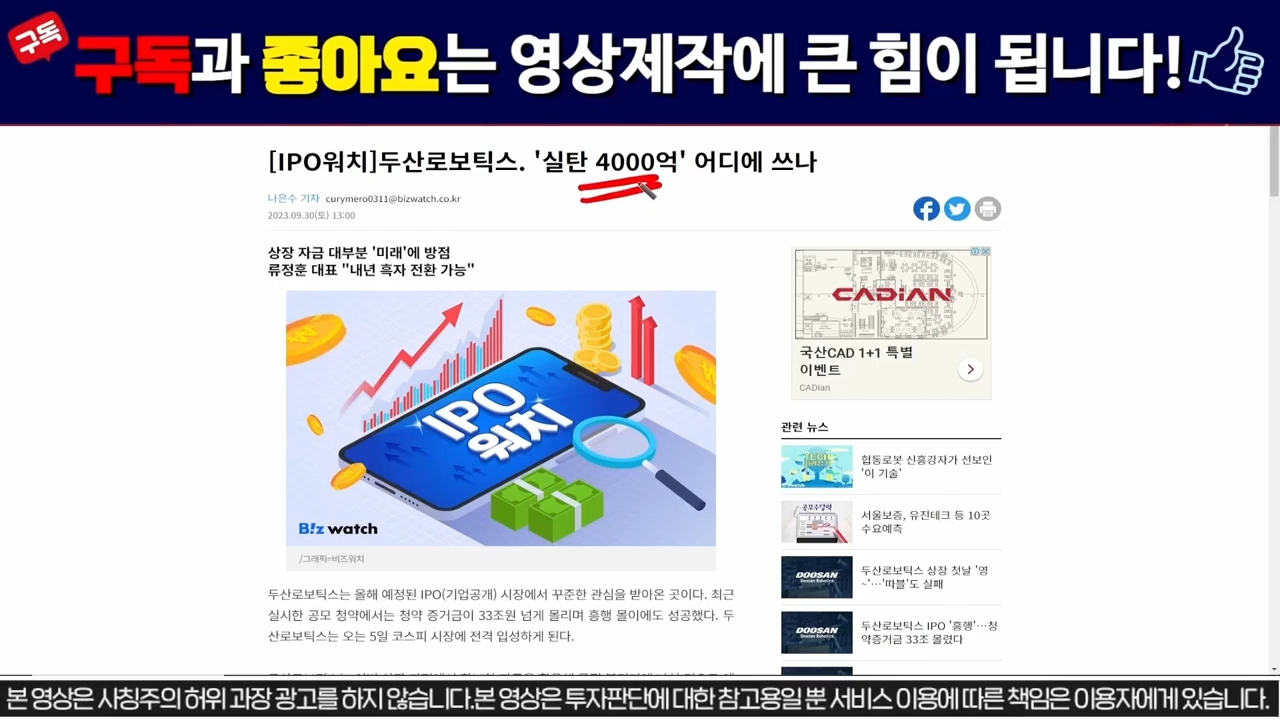 구독
구독과 좋아요는 영상제작에 큰 힘이 됩니다!
[IPO워치]두산로보틱스. '실탄 4000억' 어디에 쓰나
나은수 기자 curymero0311@bizwatch.co.kr
2023.09.30(토) 13:00
상장 자금 대부분 '미래'에 방점
류정훈 대표 "내년 흑자 전환 가능"
IPO
워치
B!z watch
/그래픽=비즈워치
두산로보틱스는 올해 예정된 IPO(기업공개) 시장에서 꾸준한 관심을 받아온 곳이다. 최근
실시한 공모 청약에서는 청약 증거금이 33조원 넘게 몰리며 흥행 몰이에도 성공했다. 두
산로보틱스는 오는 5일 코스피 시장에 전격 입성하게 된다.
CADIAN
국산CAD 1+1 특별
이벤트
CADian
관련 뉴스
협동로봇 신흥강자가 선보인
'이 기술'
공모주달력
서울보증, 유진테크 등 10곳
수요예측
DOOSAN
Doosan Robotics
두산로보틱스 상장 첫날 '영
~'…'따블'도 실패
DOOSAN
Doosan Robotics
두산로보틱스 IPO '흥행'…청
약증거금 33조 몰렸다
본 영상은 사칭주의 허위 과장 광고를 하지 않습니다.본 영상은 투자판단에 대한 참고용일 뿐 서비스 이용에 따른 책임은 이용자에게 있습니다.